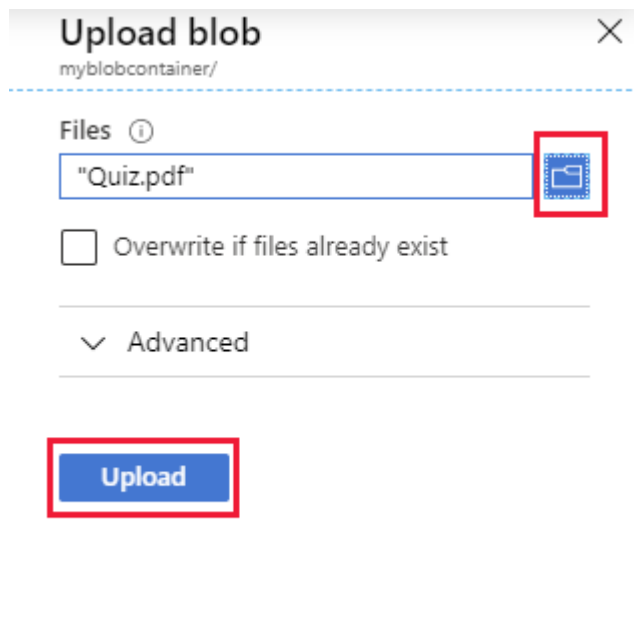 Upload blob
myblobcontainer/
Files
"Quiz.pdf"
Overwrite if files already exist
Advanced
Upload